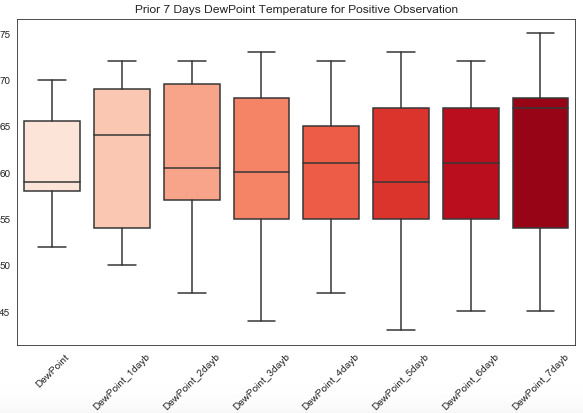 Prior 7 Days DewPoint Temperature for Positive Observation
75
70
65
60
55
50
45
DewPoint
DewPoint_1dayb
DewPoint_2dayb
DewPoint_3dayb
DewPoint_4dayb
DewPoint_5dayb
DewPoint_6dayb
DewPoint_7dayb